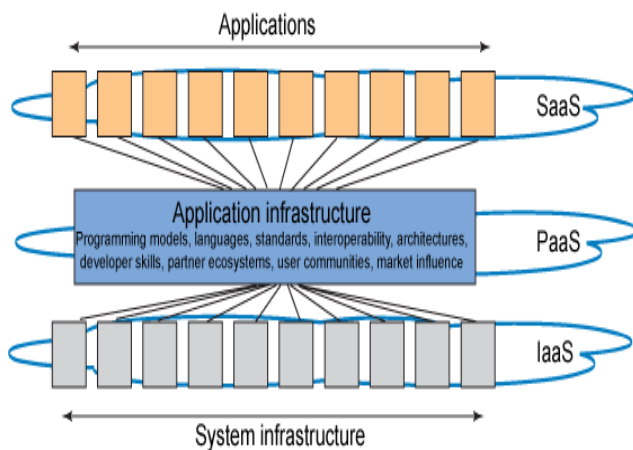 Applications
SaaS
Application infrastructure
Programming models, languages, standards, interoperability, architectures,
developer skills, partner ecosystems, user communities, market influence
PaaS
IaaS
System infrastructure